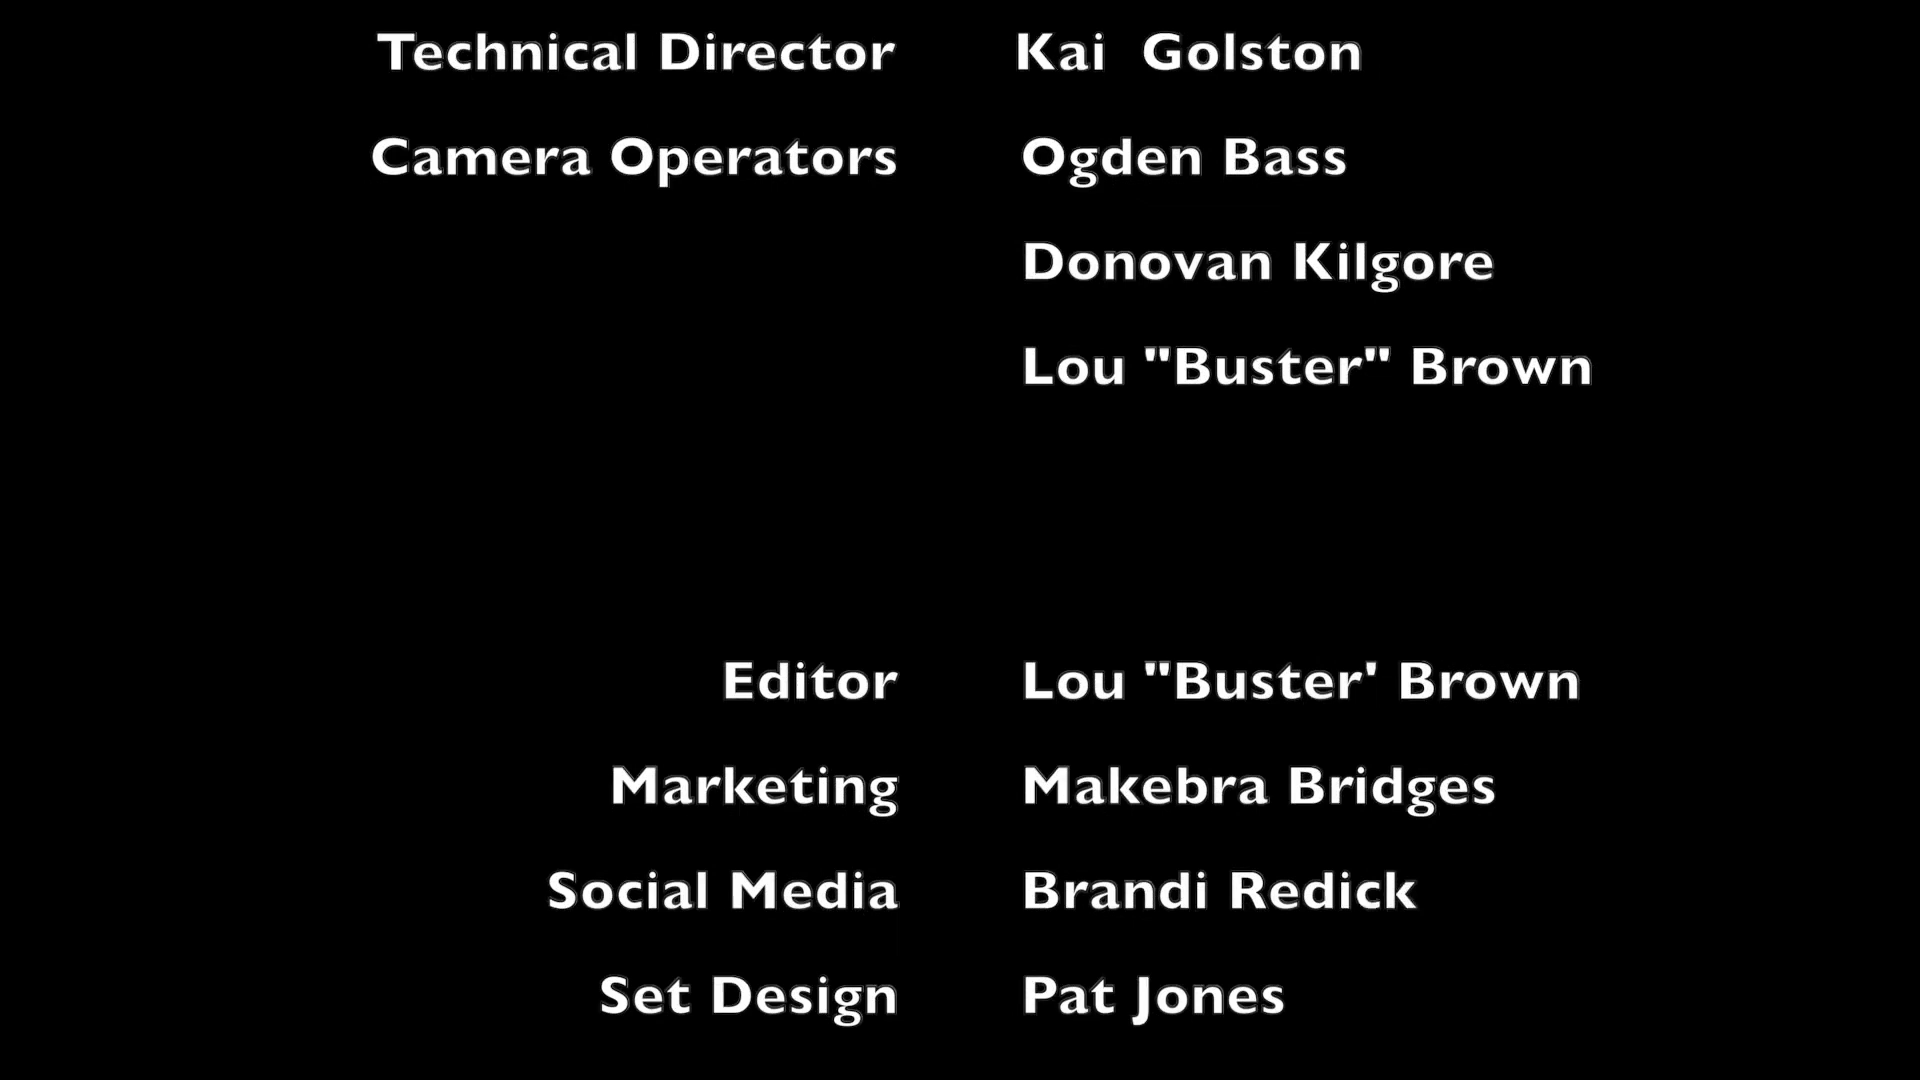 Technical Director Kai  Golston
Camera Operators Ogden Bass
Donovan Kilgore
Lou "Buster" Brown
Editor Lou "Buster' Brown
Marketing Makebra Bridges
Social Media Brandi Redick
Set Design Pat Jones